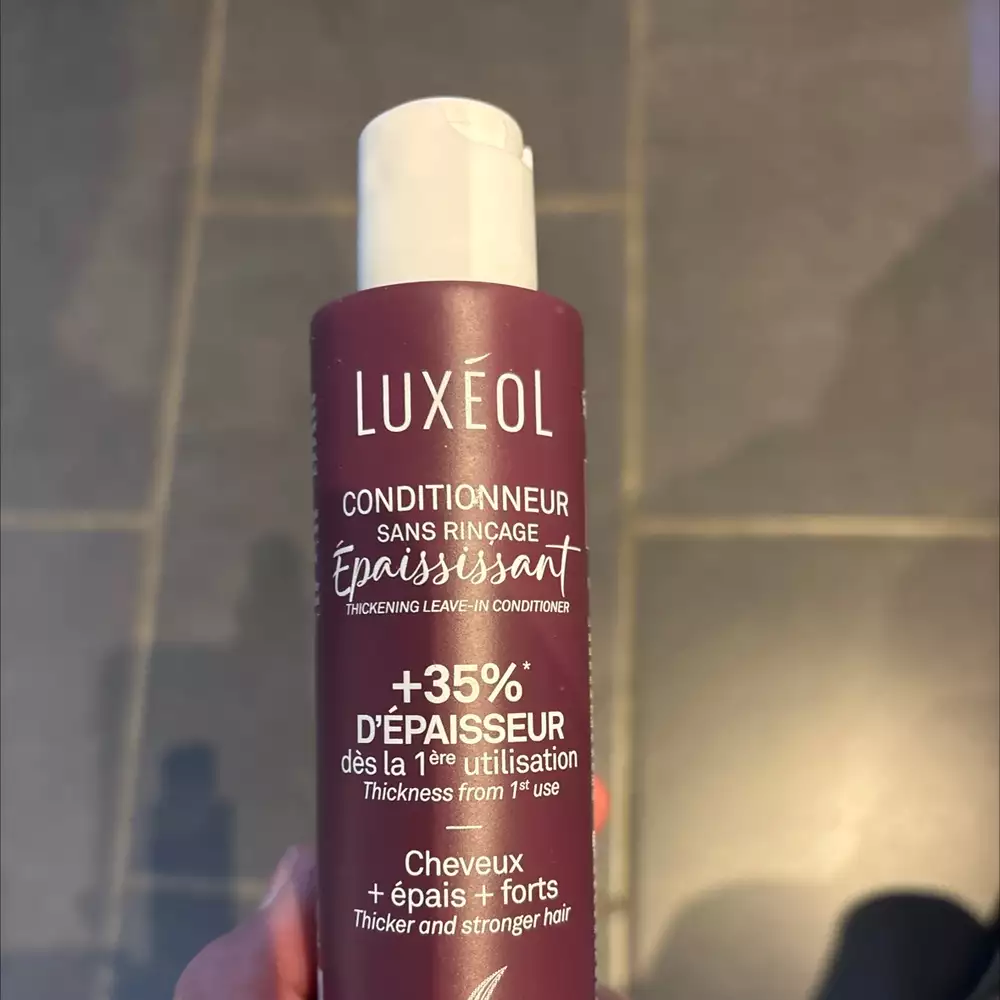 LUXÉOL
CONDITIONNEUR
SANS RINÇAGE
Épaississant
THICKENING LEAVE-IN CONDITIONER
+35%*
D'ÉPAISSEUR
dès la 1ère utilisation
Thickness from 1st use
Cheveux
+ épais + forts
Thicker and stronger hair